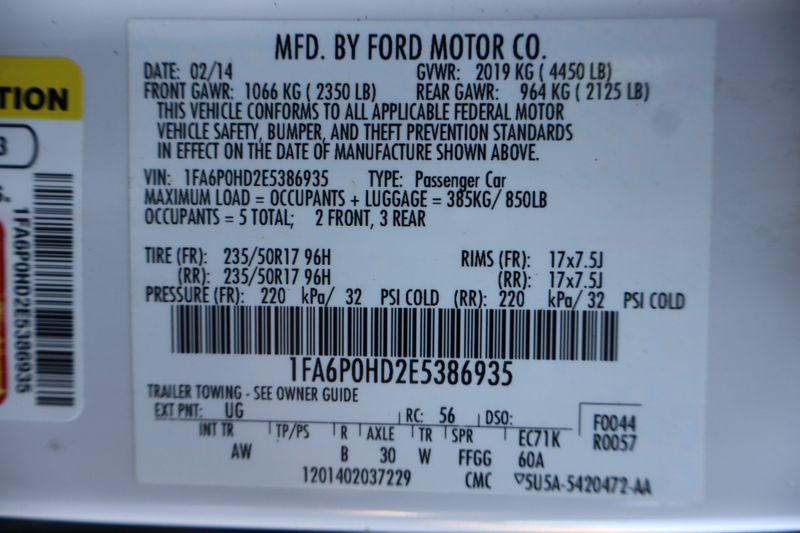 MFD. BY FORD MOTOR CO.
DATE: 02/14 GVWR: 2019 KG ( 4450 LB)
FRONT GAWR: 1066 KG ( 2350 LB) REAR GAWR: 964 KG ( 2125 LB)
THIS VEHICLE CONFORMS TO ALL APPLICABLE FEDERAL MOTOR
VEHICLE SAFETY, BUMPER, AND THEFT PREVENTION STANDARDS
IN EFFECT ON THE DATE OF MANUFACTURE SHOWN ABOVE.
VIN: 1FA6P0HD2E5386935 TYPE: Passenger Car
MAXIMUM LOAD = OCCUPANTS + LUGGAGE = 385KG/ 850LB
OCCUPANTS = 5 TOTAL; 2 FRONT, 3 REAR
TIRE (FR): 235/50R17 96H RIMS (FR): 17x7.5J
(RR): 235/50R17 96H (RR): 17x7.5J
PRESSURE (FR): 220 kPa/ 32 PSI COLD (RR): 220 kPa/ 32 PSI COLD
1FA6P0HD2E5386935
TRAILER TOWING - SEE OWNER GUIDE
EXT PNT: UG RC: 56 DSO: F0044
INT TR TP/PS R AXLE TR SPR EC71K R0057
AW B 30 W FFGG 60A
1201402037229 CMC 5U5A-5420472-AA
TION
3
S.
1FA6P0HD2E5386935